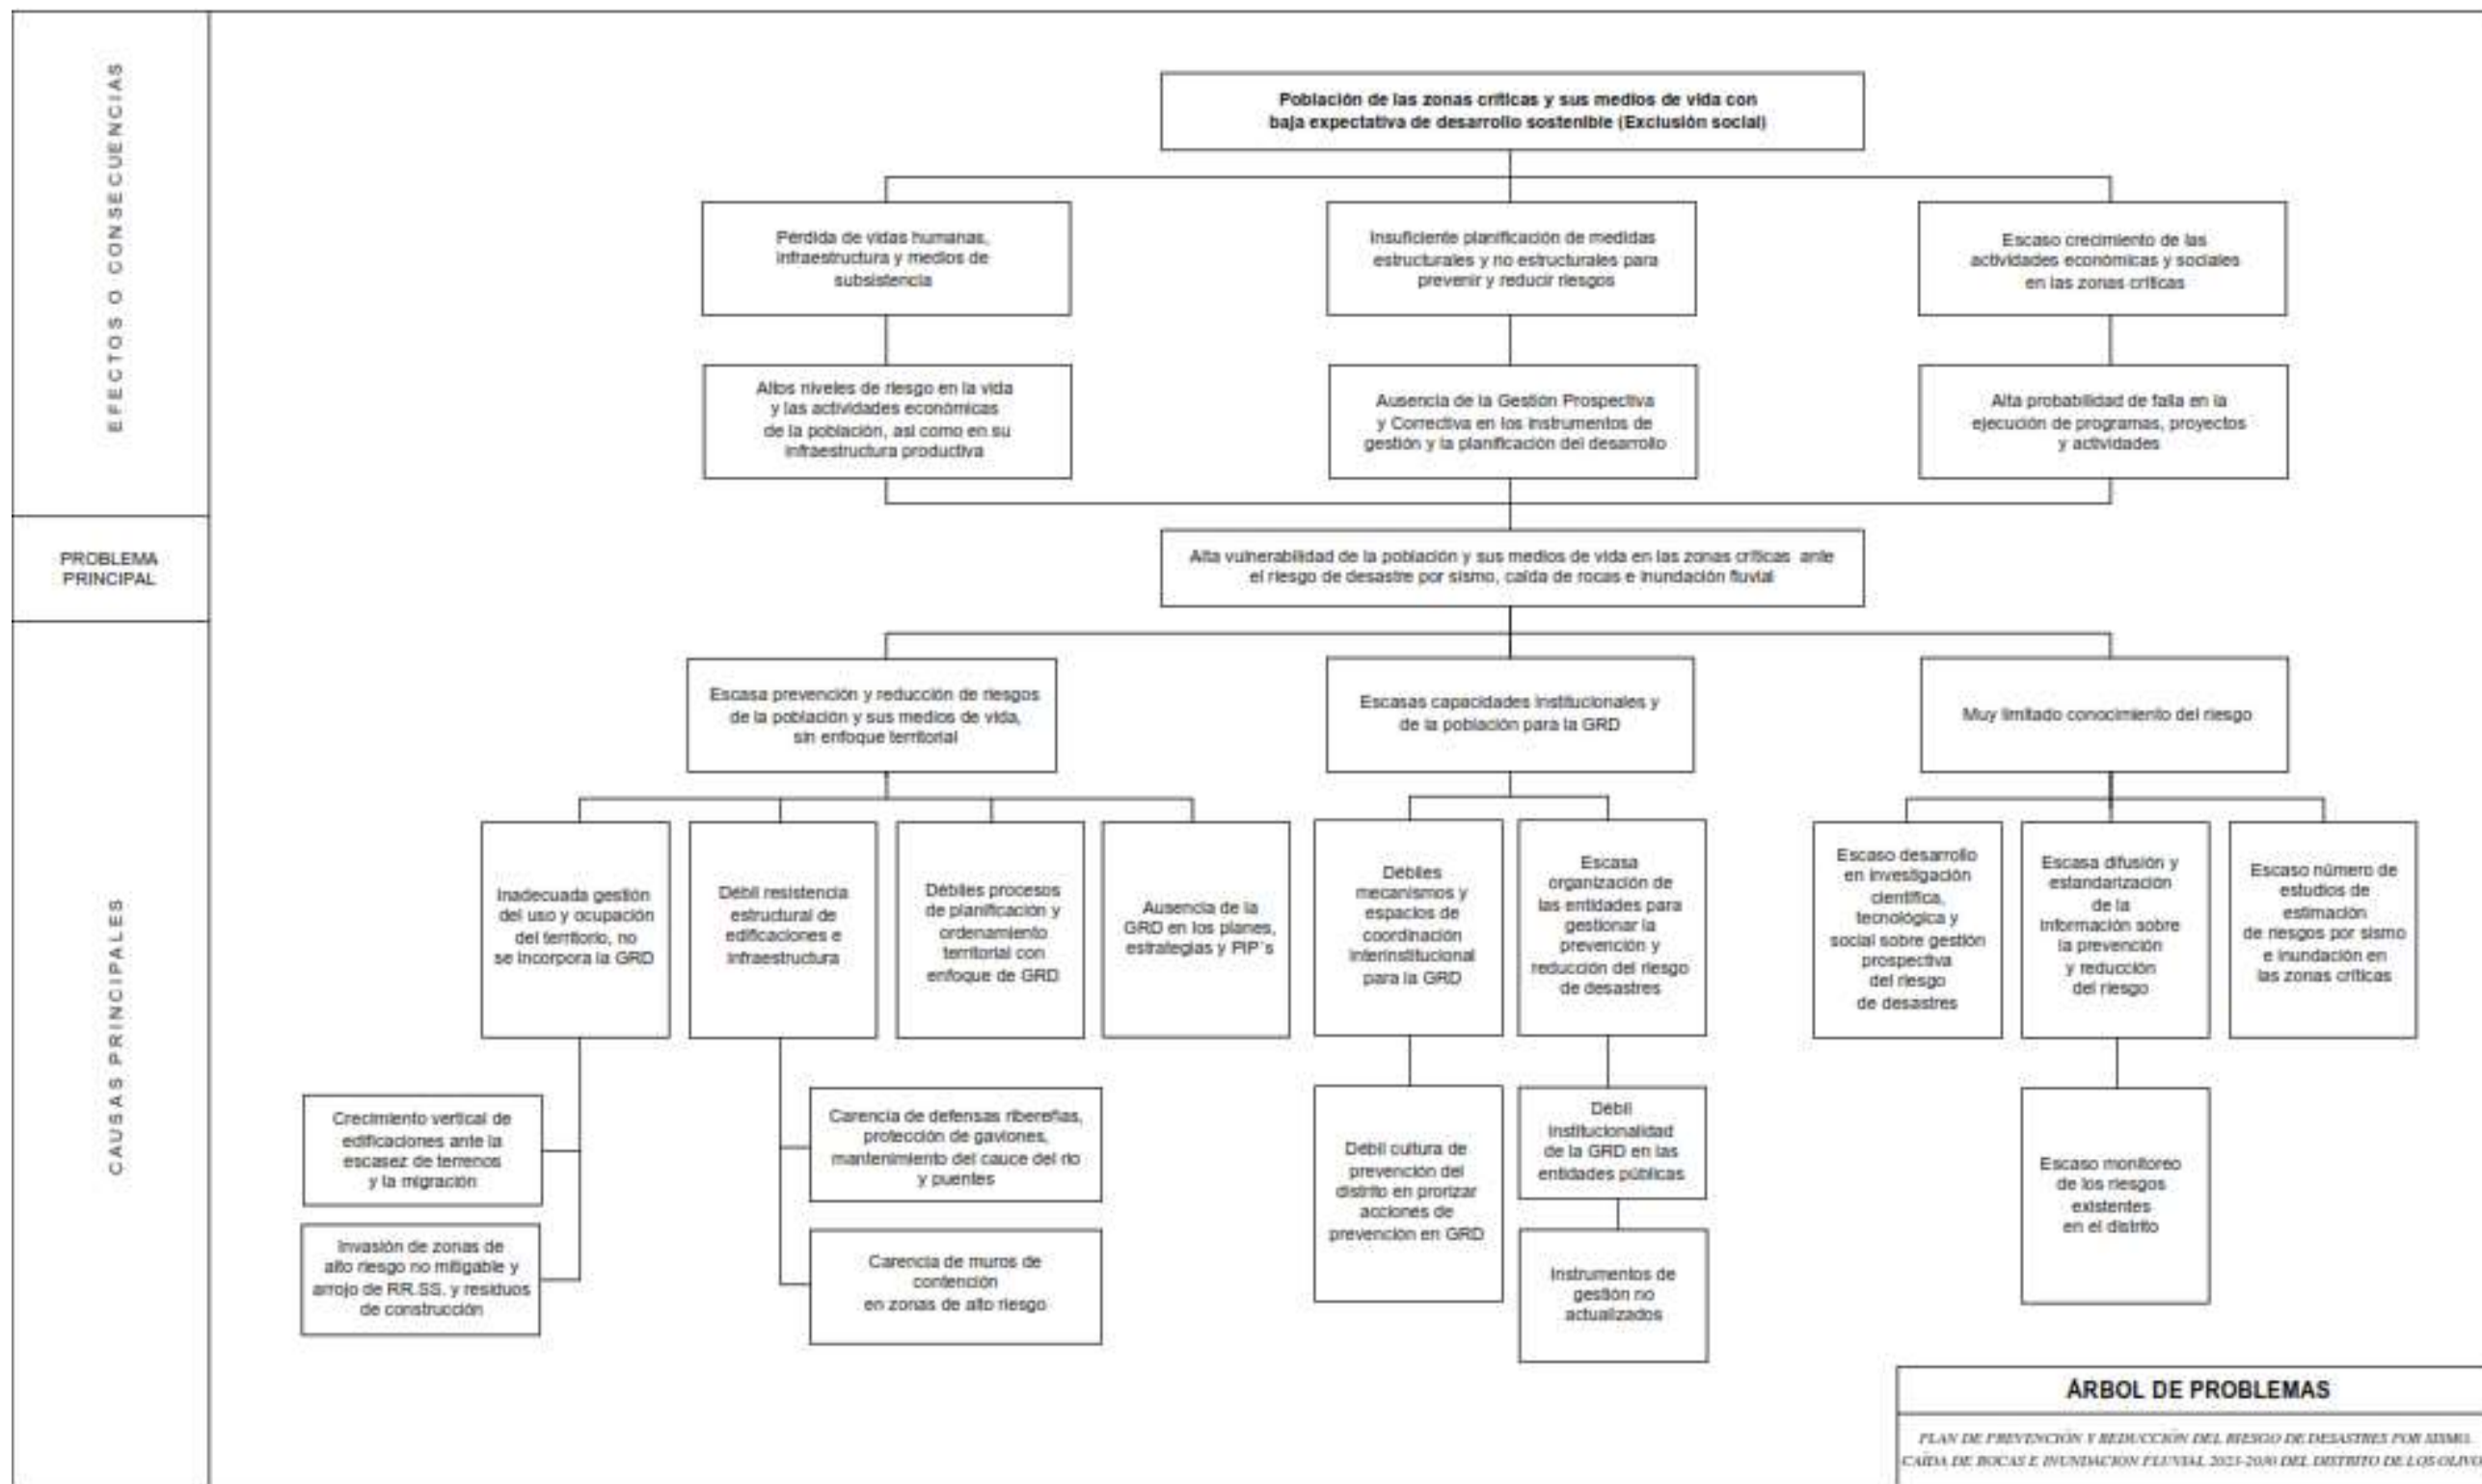 EFECTOS O CONSECUENCIAS
Población de las zonas críticas y sus medios de vida con
baja expectativa de desarrollo sostenible (Exclusión social)
Pérdida de vidas humanas,
infraestructura y medios de
subsistencia
Insuficiente planificación de medidas
estructurales y no estructurales para
prevenir y reducir riesgos
Escaso crecimiento de las
actividades económicas y sociales
en las zonas críticas
Altos niveles de riesgo en la vida
y las actividades económicas
de la población, así como en su
infraestructura productiva
Ausencia de la Gestión Prospectiva
y Correctiva en los instrumentos de
gestión y la planificación del desarrollo
Alta probabilidad de falla en la
ejecución de programas, proyectos
y actividades
PROBLEMA
PRINCIPAL
Alta vulnerabilidad de la población y sus medios de vida en las zonas críticas ante
el riesgo de desastre por sismo, caída de rocas e inundación fluvial
CAUSAS PRINCIPALES
Escasa prevención y reducción de riesgos
de la población y sus medios de vida,
sin enfoque territorial
Escasas capacidades institucionales y
de la población para la GRD
Muy limitado conocimiento del riesgo
Inadecuada gestión
del uso y ocupación
del territorio, no
se incorpora la GRD
Débil resistencia
estructural de
edificaciones e
infraestructura
Débiles procesos
de planificación y
ordenamiento
territorial con
enfoque de GRD
Ausencia de la
GRD en los planes,
estrategias y PIP´s
Débiles
mecanismos y
espacios de
coordinación
interinstitucional
para la GRD
Escasa
organización de
las entidades para
gestionar la
prevención y
reducción del riesgo
de desastres
Escaso desarrollo
en investigación
científica,
tecnológica y
social sobre gestión
prospectiva
del riesgo
de desastres
Escasa difusión y
estandarización
de la
información sobre
la prevención
y reducción
del riesgo
Escaso número de
estudios de
estimación
de riesgos por sismo
e inundación en
las zonas críticas
Crecimiento vertical de
edificaciones ante la
escasez de terrenos
y la migración
Invasión de zonas de
alto riesgo no mitigable y
arrojo de RR.SS. y residuos
de construcción
Carencia de defensas ribereñas,
protección de gaviones,
mantenimiento del cauce del río
y puentes
Carencia de muros de
contención
en zonas de alto riesgo
Débil cultura de
prevención del
distrito en prorizar
acciones de
prevención en GRD
Débil
institucionalidad
de la GRD en las
entidades públicas
Instrumentos de
gestión no
actualizados
Escaso monitoreo
de los riesgos
existentes
en el distrito
ÁRBOL DE PROBLEMAS
PLAN DE PREVENCIÓN Y REDUCCIÓN DEL RIESGO DE DESASTRES POR SISMO,
CAÍDA DE ROCAS E INUNDACION FLUVIAL 2023-2030 DEL DISTRITO DE LOS OLIVO